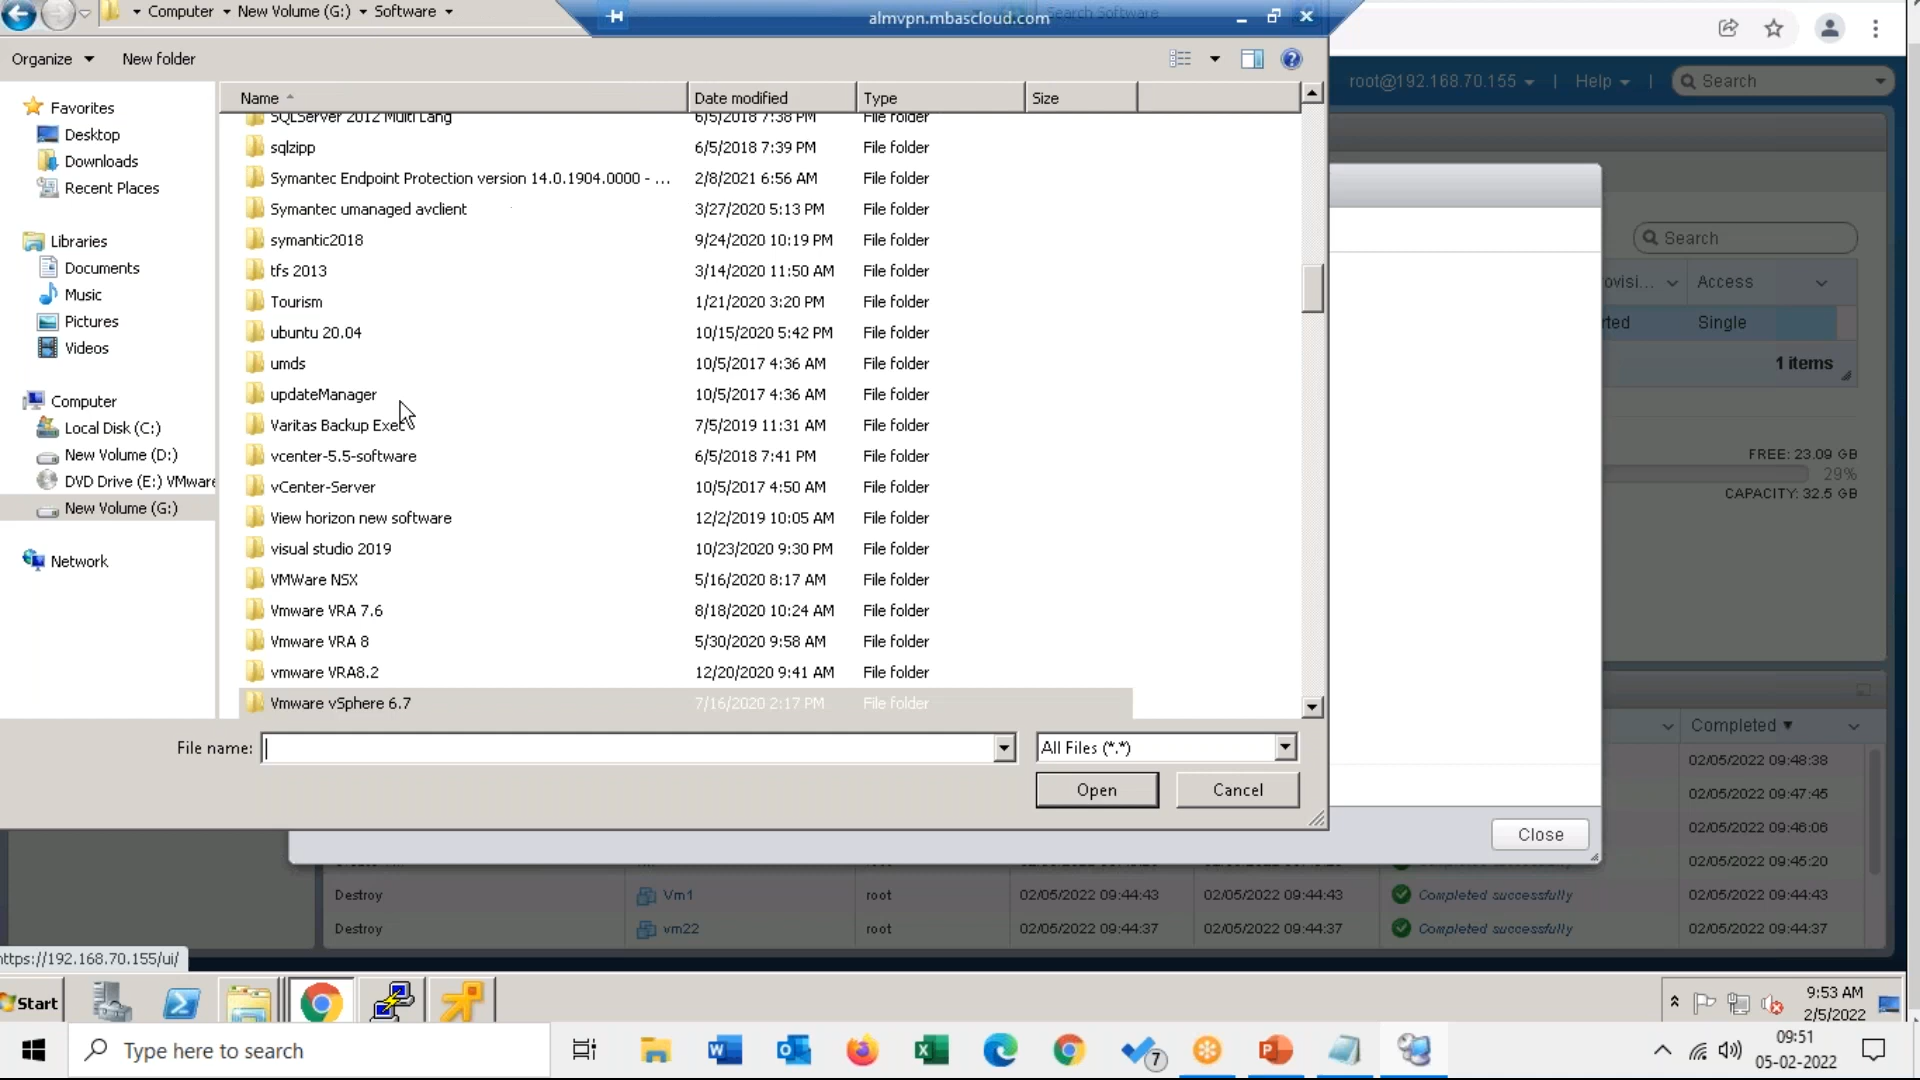 Computer
New Volume (G:)
Software
almvpn.mbascloud.com
Search Software
Organize
New folder
root@192.168.70.155
Help
Search
Name
Date modified
Type
Size
Favorites
Desktop
Downloads
Recent Places
Libraries
Documents
Music
Pictures
Videos
Computer
Local Disk (C:)
New Volume (D:)
DVD Drive (E:) VMware
New Volume (G:)
Network
SQLServer 2012 Multi Lang 6/5/2018 7:38 PM File folder
sqlzipp 6/5/2018 7:39 PM File folder
Symantec Endpoint Protection version 14.0.1904.0000 - ... 2/8/2021 6:56 AM File folder
Symantec umanaged avclient 3/27/2020 5:13 PM File folder
symantic2018 9/24/2020 10:19 PM File folder
tfs 2013 3/14/2020 11:50 AM File folder
Tourism 1/21/2020 3:20 PM File folder
ubuntu 20.04 10/15/2020 5:42 PM File folder
umds 10/5/2017 4:36 AM File folder
updateManager 10/5/2017 4:36 AM File folder
Varitas Backup Exec 7/5/2019 11:31 AM File folder
vcenter-5.5-software 6/5/2018 7:41 PM File folder
vCenter-Server 10/5/2017 4:50 AM File folder
View horizon new software 12/2/2019 10:05 AM File folder
visual studio 2019 10/23/2020 9:30 PM File folder
VMWare NSX 5/16/2020 8:17 AM File folder
Vmware VRA 7.6 8/18/2020 10:24 AM File folder
Vmware VRA 8 5/30/2020 9:58 AM File folder
vmware VRA8.2 12/20/2020 9:41 AM File folder
Vmware vSphere 6.7 7/16/2020 2:17 PM File folder
File name:
All Files (*.*)
Open
Cancel
Search
ovisi...
Access
rted
Single
1 items
FREE: 23.09 GB
29%
CAPACITY: 32.5 GB
Completed ▼
02/05/2022 09:48:38
02/05/2022 09:47:45
02/05/2022 09:46:06
02/05/2022 09:45:20
Close
Destroy Vm1 root 02/05/2022 09:44:43 02/05/2022 09:44:43 Completed successfully 02/05/2022 09:44:43
Destroy vm22 root 02/05/2022 09:44:37 02/05/2022 09:44:37 Completed successfully 02/05/2022 09:44:37
https://192.168.70.155/ui/
Start
9:53 AM
2/5/2022
Type here to search
7
09:51
05-02-2022